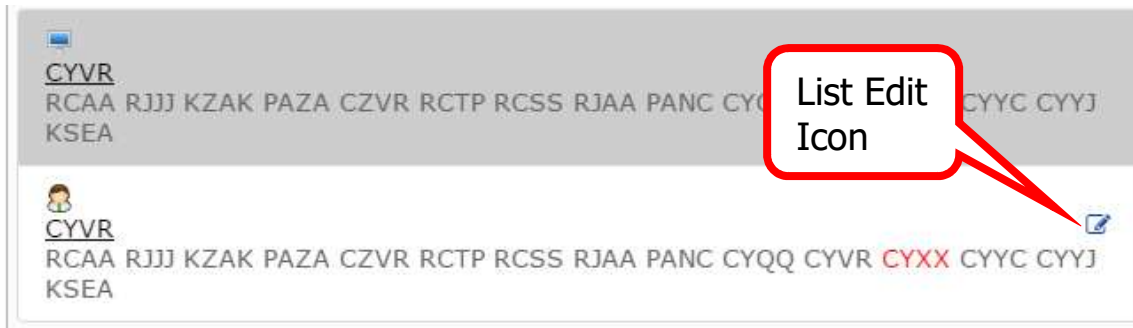 CYVR
RCAA RJJJ KZAK PAZA CZVR RCTP RCSS RJAA PANC CYYC CYYJ
KSEA
List Edit
Icon
CYVR
RCAA RJJJ KZAK PAZA CZVR RCTP RCSS RJAA PANC CYQQ CYVR CYXX CYYC CYYJ
KSEA